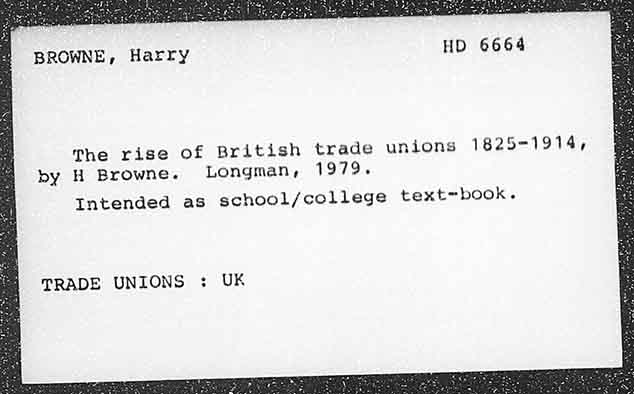 BROWNE, Harry HD 6664
The rise of British trade unions 1825-1914,
by H Browne. Longman, 1979.
Intended as school/college text-book.
TRADE UNIONS : UK